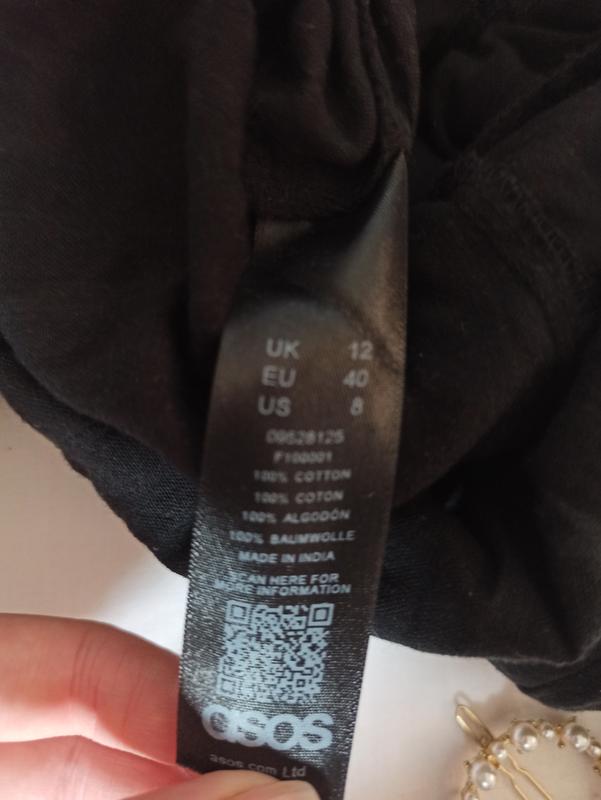 UK 12
EU 40
US 8
09528125
F100001
100% COTTON
100% COTON
100% ALGODÓN
100% BAUMWOLLE
MADE IN INDIA
SCAN HERE FOR
MORE INFORMATION
asos
asos.com Ltd